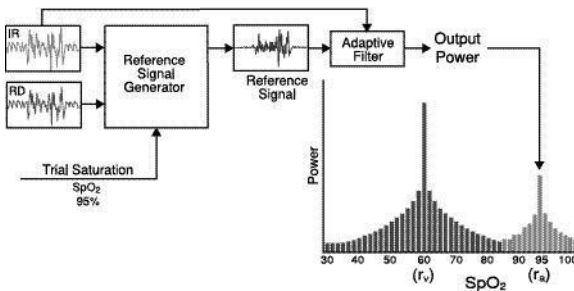 IR
RD
Reference
Signal
Generator
Reference
Signal
Adaptive
Filter
Output
Power
Trial Saturation
SpO₂
95%
Power
30 40 50 60 70 80 90 95 100
(rᵥ)
SpO₂
(rₐ)